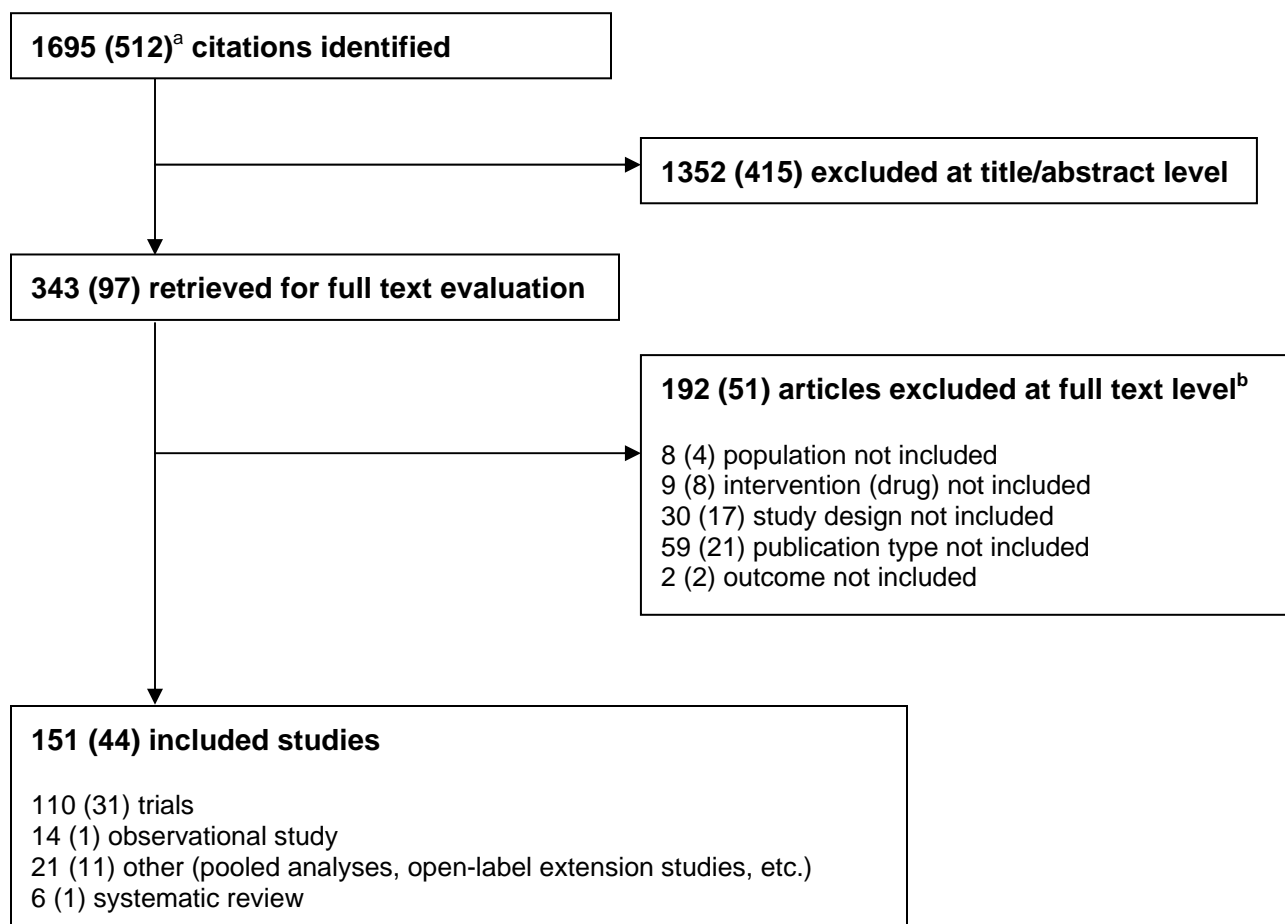 1695 (512)a citations identified
1352 (415) excluded at title/abstract level
343 (97) retrieved for full text evaluation
192 (51) articles excluded at full text levelb
8 (4) population not included
9 (8) intervention (drug) not included
30 (17) study design not included
59 (21) publication type not included
2 (2) outcome not included
151 (44) included studies
110 (31) trials
14 (1) observational study
21 (11) other (pooled analyses, open-label extension studies, etc.)
6 (1) systematic review